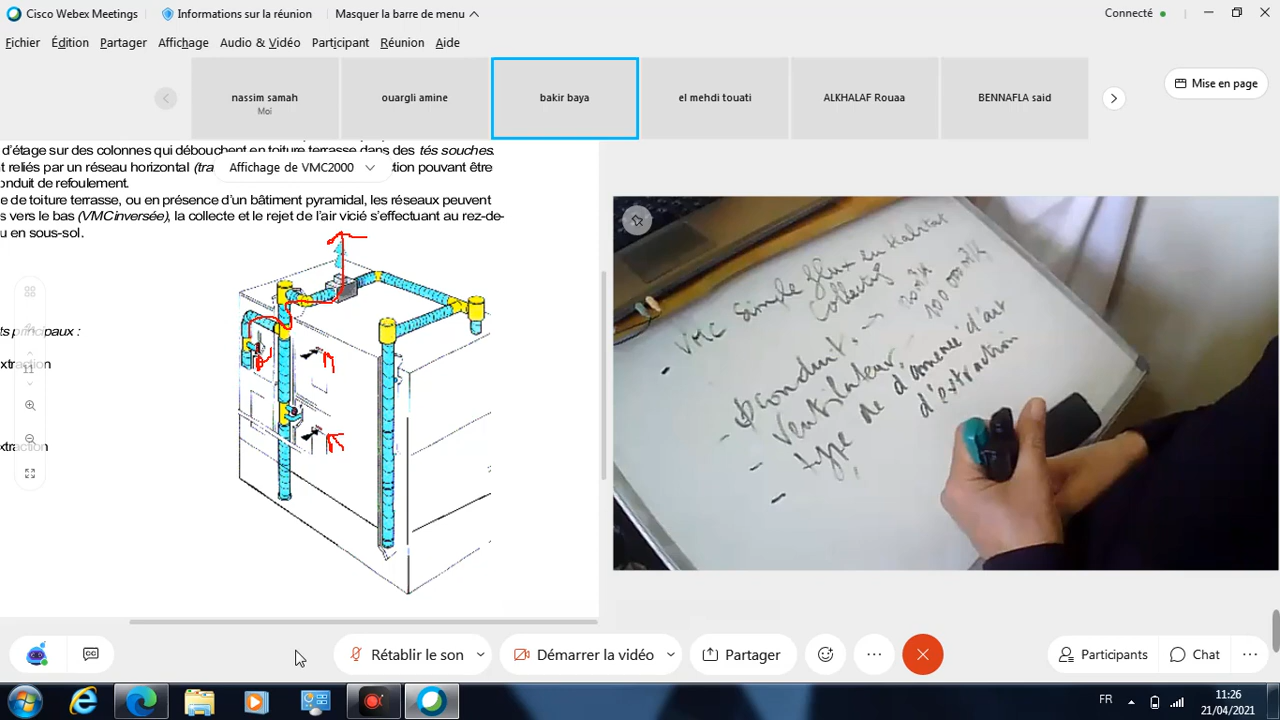 Cisco Webex Meetings
Informations sur la réunion
Masquer la barre de menu
Connecté
Fichier Édition Partager Affichage Audio & Vidéo Participant Réunion Aide
nassim samah
Moi
ouargli amine
bakir baya
el mehdi touati
ALKHALAF Rouaa
BENNAFLA said
Mise en page
d'étage sur des colonnes qui débouchent en toiture terrasse dans des tés souches.
t reliés par un réseau horizontal (tra
tion pouvant être
Affichage de VMC2000
onduit de refoulement.
e de toiture terrasse, ou en présence d'un bâtiment pyramidal, les réseaux peuvent
s vers le bas (VMCinversée), la collecte et le rejet de l'air vicié s'effectuant au rez-de-
u en sous-sol.
ts principaux :
xtraction
11
xtraction
- VMC Simple flux en habitat
collectif
- conduit. → 100 000 m³/h
- Ventilateur
- type de d'amenée d'air
d'extraction
Rétablir le son
Démarrer la vidéo
Partager
Participants
Chat
FR
11:26
21/04/2021